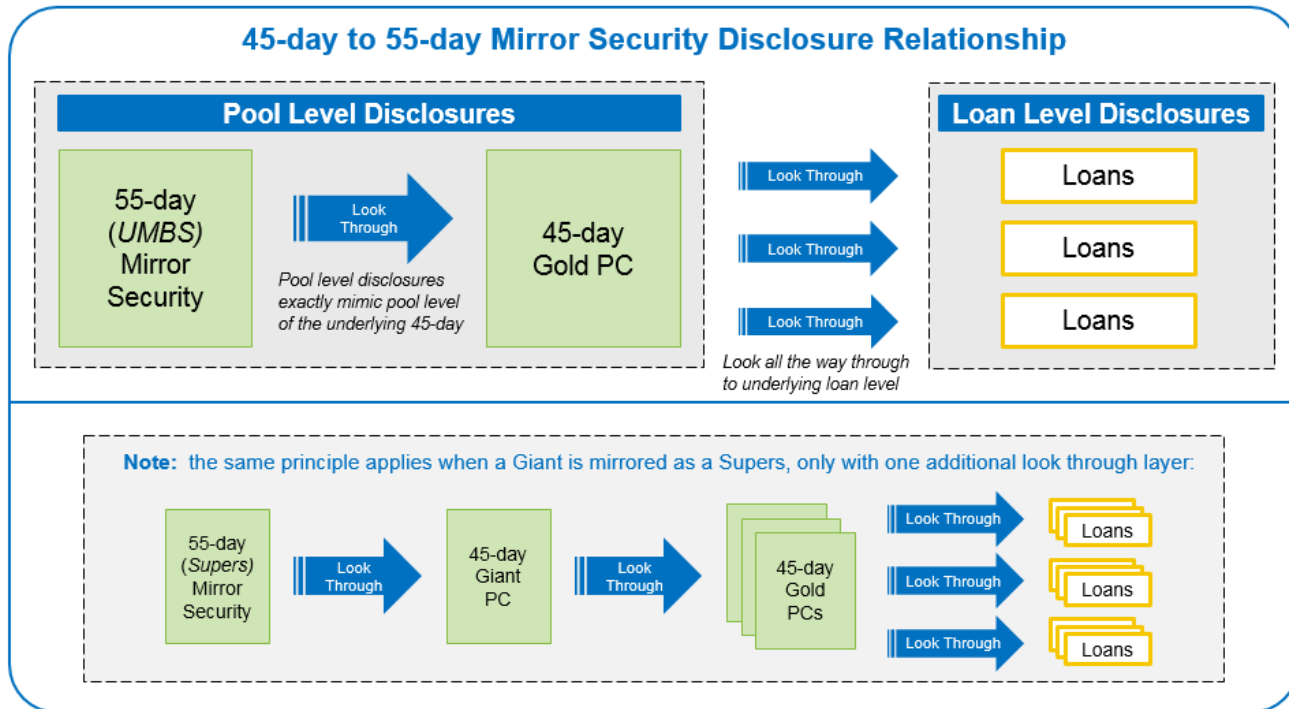 45-day to 55-day Mirror Security Disclosure Relationship
Pool Level Disclosures
55-day
(UMBS)
Mirror
Security
Look
Through
Pool level disclosures
exactly mimic pool level
of the underlying 45-day
45-day
Gold PC
Look Through
Look Through
Look Through
Look all the way through
to underlying loan level
Loan Level Disclosures
Loans
Loans
Loans
Note: the same principle applies when a Giant is mirrored as a Supers, only with one additional look through layer:
55-day
(Supers)
Mirror
Security
Look
Through
45-day
Giant
PC
Look
Through
45-day
Gold
PCs
Look Through
Look Through
Look Through
Loans
Loans
Loans